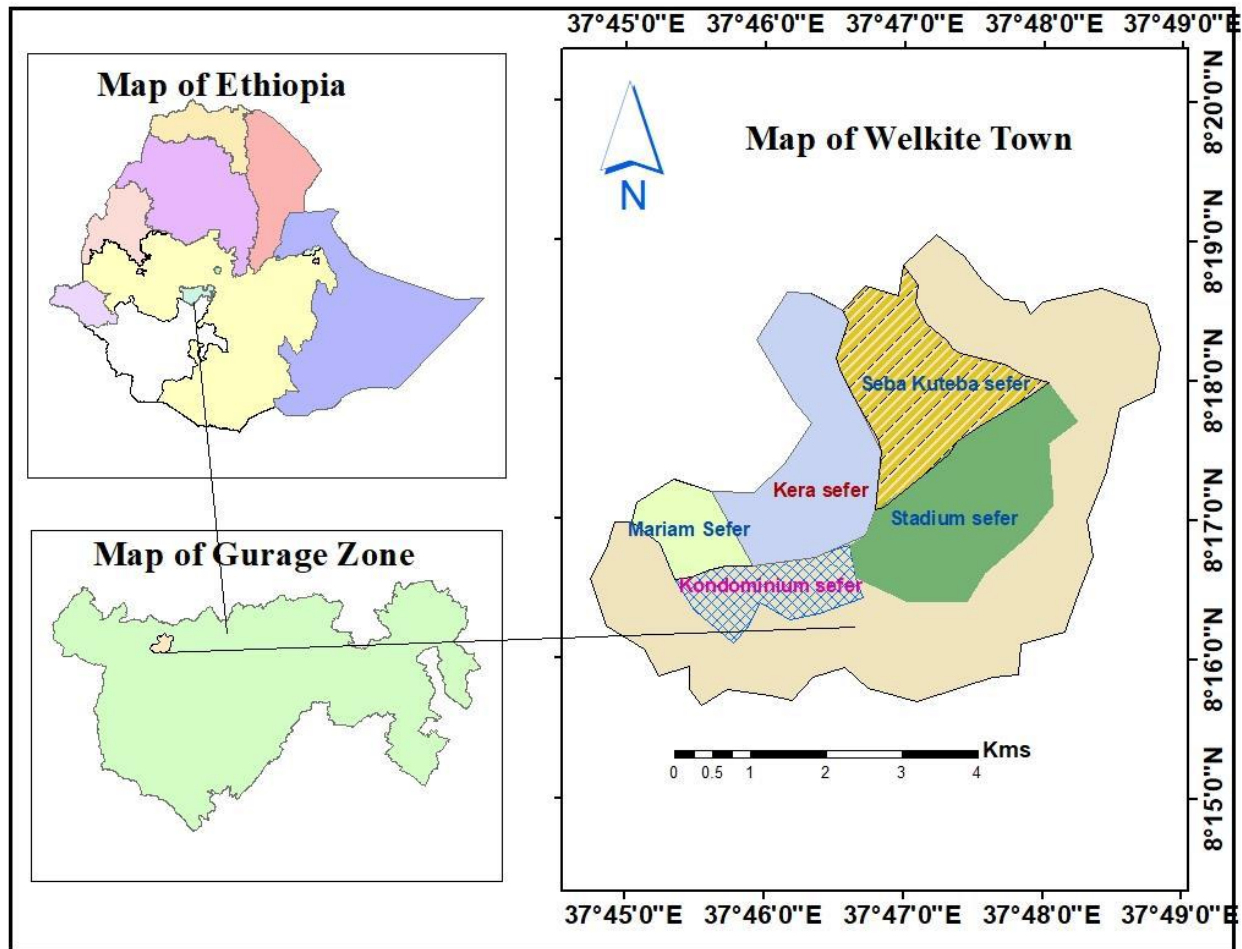 37°45'0"E 37°46'0"E 37°47'0"E 37°48'0"E 37°49'0"E
Map of Ethiopia
Map of Gurage Zone
Map of Welkite Town
N
Seba Kuteba sefer
Kera sefer
Stadium sefer
Mariam Sefer
Kondominium sefer
Kms
0 0.5 1 2 3 4
8°20'0"N
8°19'0"N
8°18'0"N
8°17'0"N
8°16'0"N
8°15'0"N
37°45'0"E 37°46'0"E 37°47'0"E 37°48'0"E 37°49'0"E